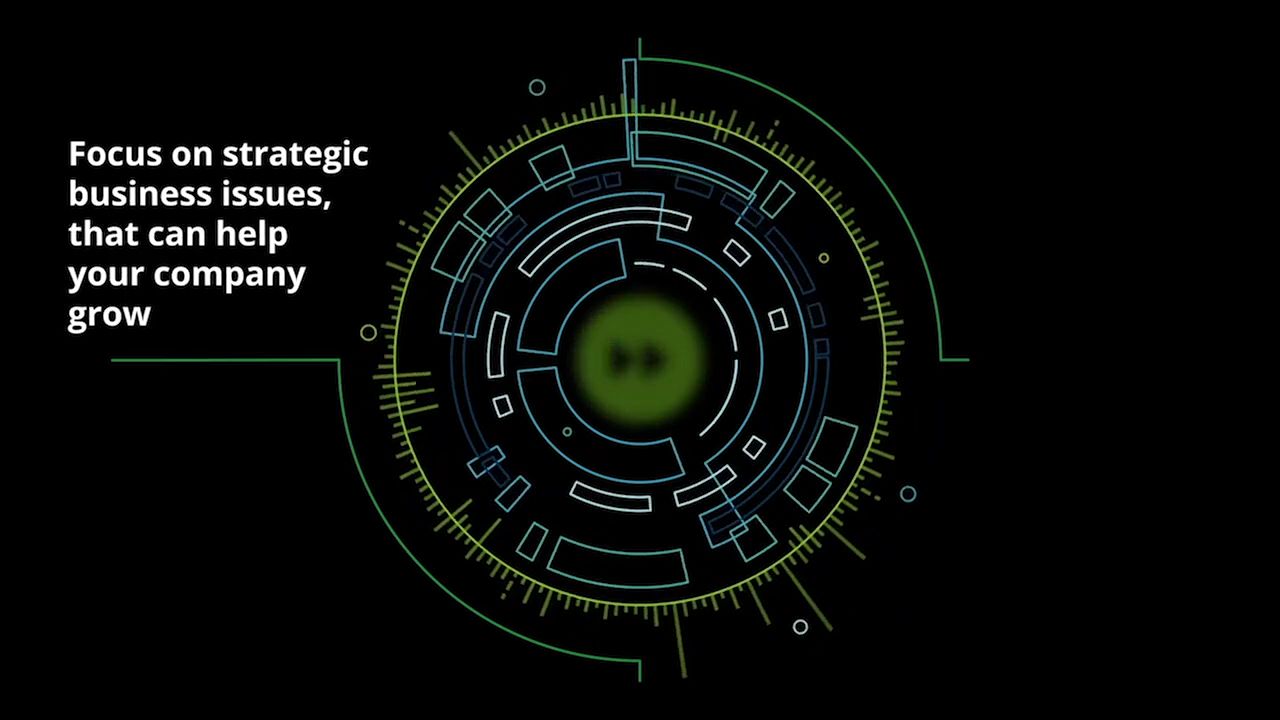 Focus on strategic
business issues,
that can help
your company
grow